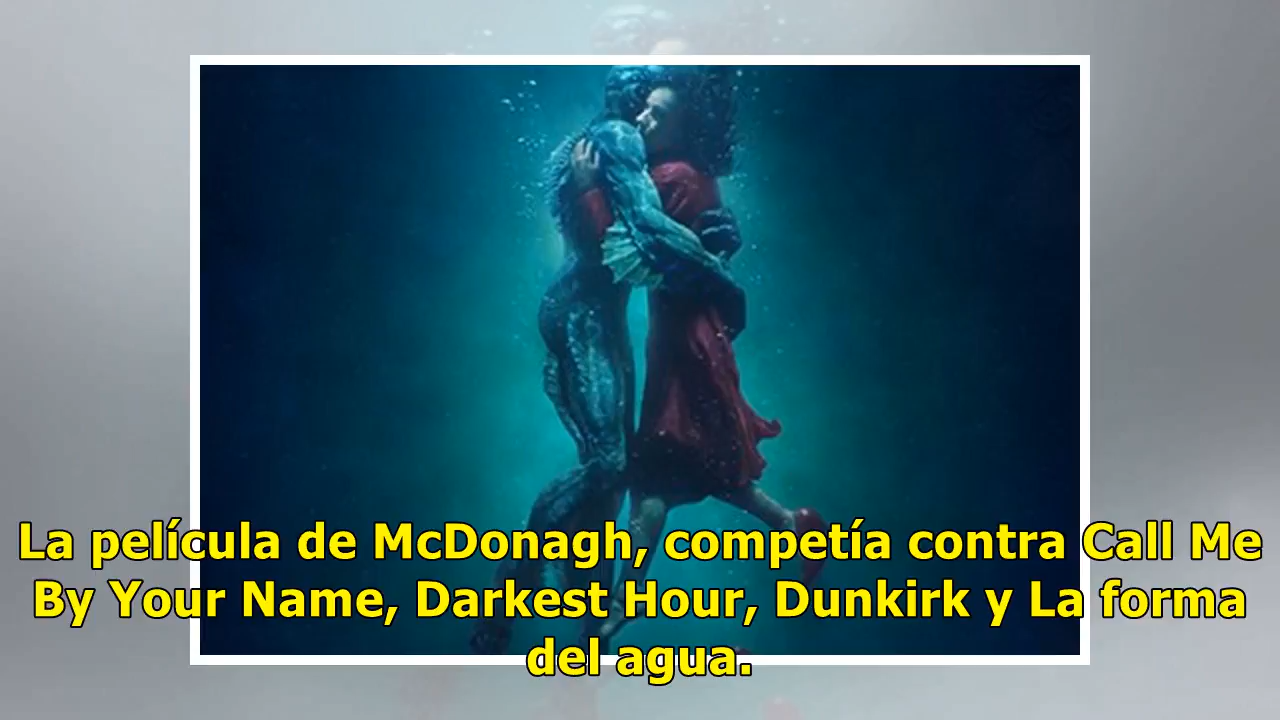 La película de McDonagh, competía contra Call Me
By Your Name, Darkest Hour, Dunkirk y La forma
del agua.